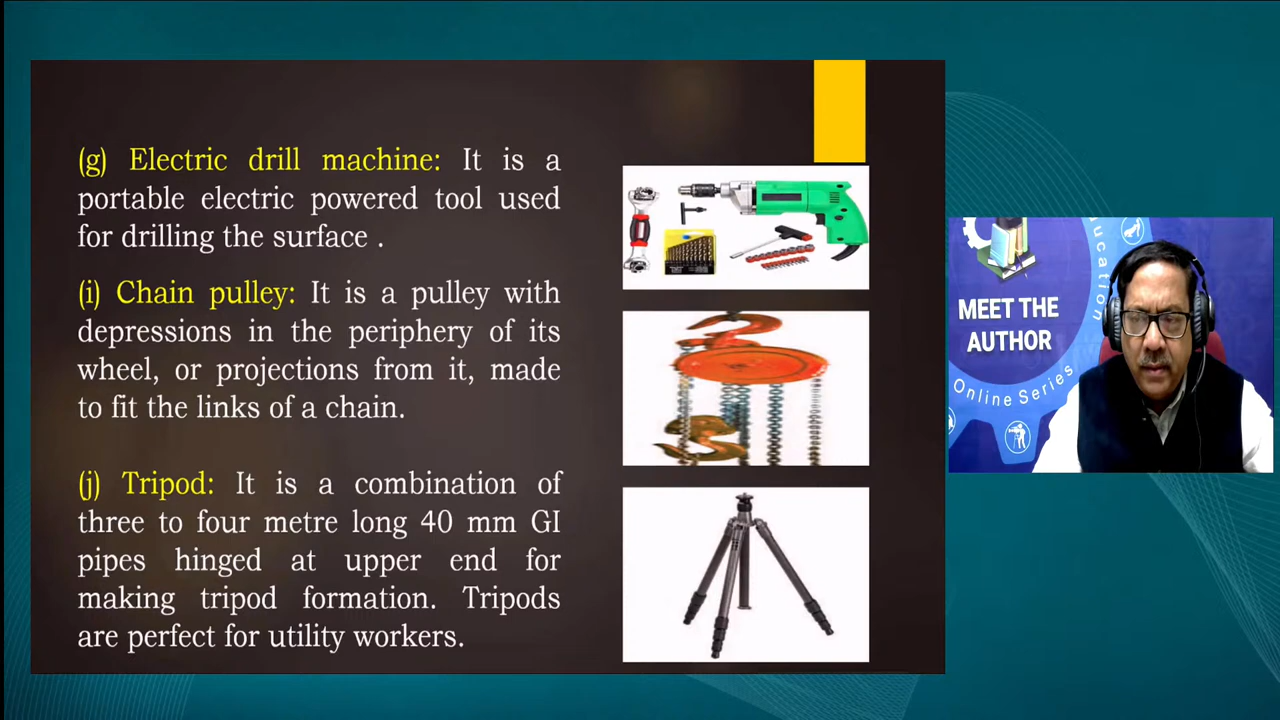 (g) Electric drill machine: It is a
portable electric powered tool used
for drilling the surface .
(i) Chain pulley: It is a pulley with
depressions in the periphery of its
wheel, or projections from it, made
to fit the links of a chain.
(j) Tripod: It is a combination of
three to four metre long 40 mm GI
pipes hinged at upper end for
making tripod formation. Tripods
are perfect for utility workers.
MEET THE
AUTHOR
Online Series